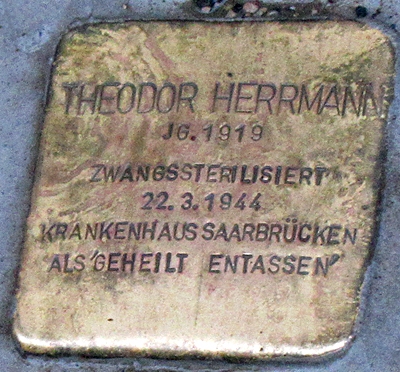 THEODOR HERRMANN
JG. 1919
ZWANGSSTERILISIERT
22.3.1944
KRANKENHAUS SAARBRÜCKEN
ALS "GEHEILT ENTASSEN"